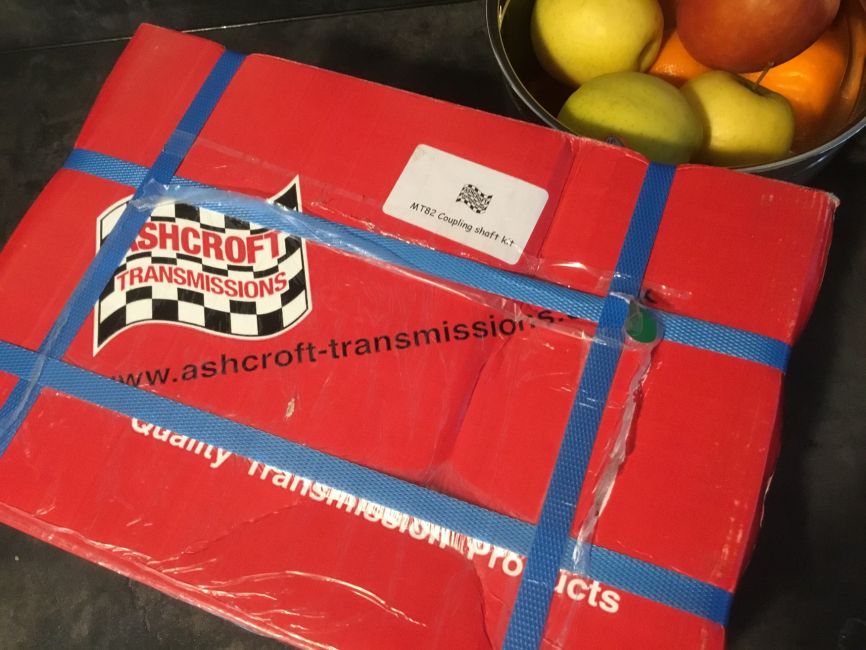 ASHCROFT
TRANSMISSIONS
MT82 Coupling shaft kit
www.ashcroft-transmissions.
Quality Transmission Products